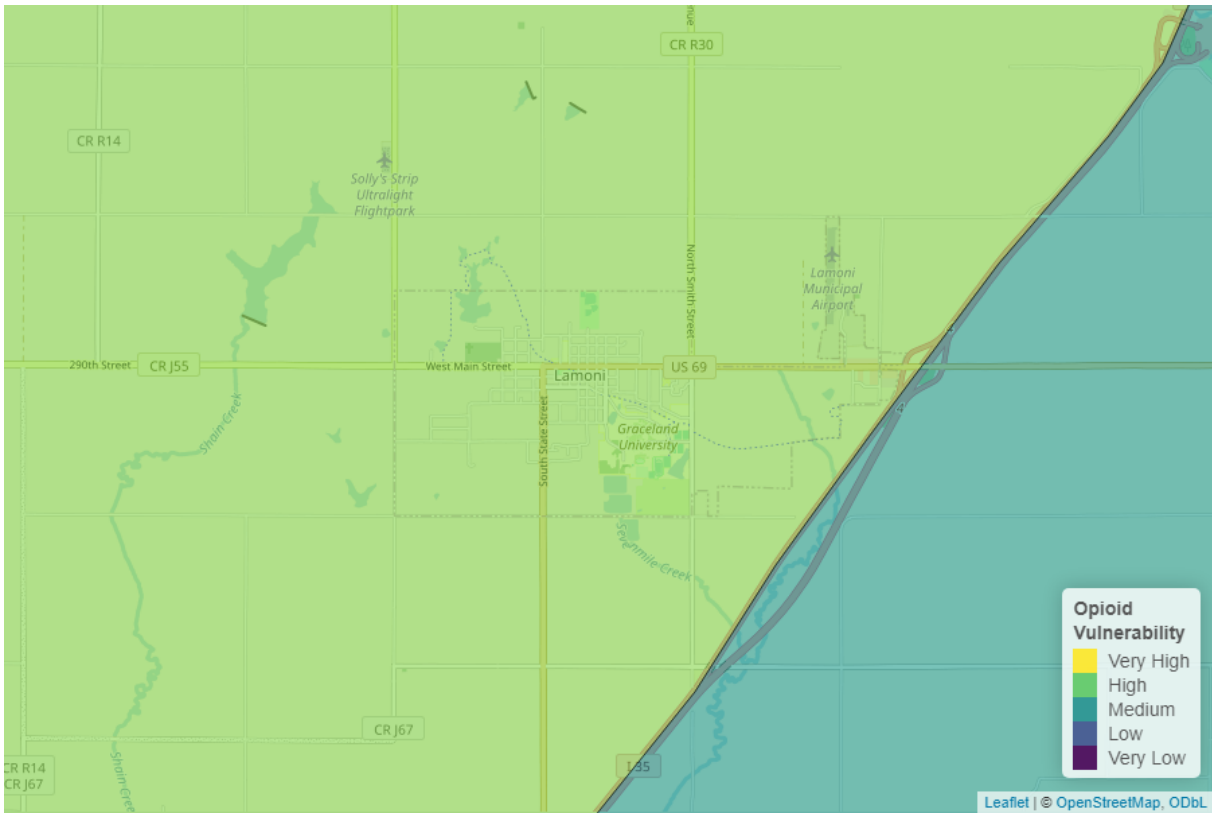 CR R30
CR R14
Solly's Strip
Ultralight
Flightpark
North Smith Street
Lamoni
Municipal
Airport
290th Street
CR J55
West Main Street
US 69
Lamoni
Shain Creek
South State Street
Graceland
University
Sevenmile Creek
Opioid
Vulnerability
Very High
High
Medium
Low
Very Low
CR J67
I 35
CR R14
CR J67
Leaflet | © OpenStreetMap, ODbL